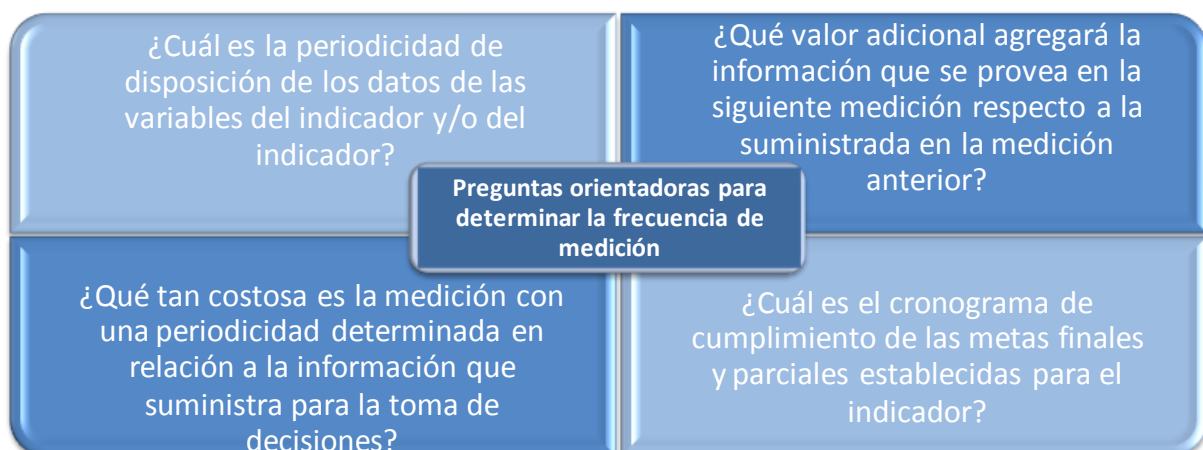 ¿Cuál es la periodicidad de
disposición de los datos de las
variables del indicador y/o del
indicador?
¿Qué valor adicional agregará la
información que se provea en la
siguiente medición respecto a la
suministrada en la medición
anterior?
Preguntas orientadoras para
determinar la frecuencia de
medición
¿Qué tan costosa es la medición con
una periodicidad determinada en
relación a la información que
suministra para la toma de
decisiones?
¿Cuál es el cronograma de
cumplimiento de las metas finales
y parciales establecidas para el
indicador?